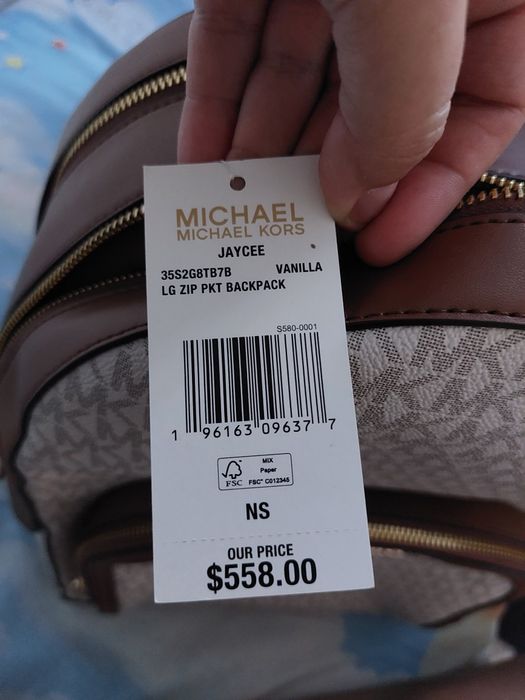 MICHAEL
MICHAEL KORS
JAYCEE
35S2G8TB7B VANILLA
LG ZIP PKT BACKPACK
S580-0001
1 96163 09637 7
FSC
MIX
Paper
FSC™ C012345
NS
OUR PRICE
$558.00